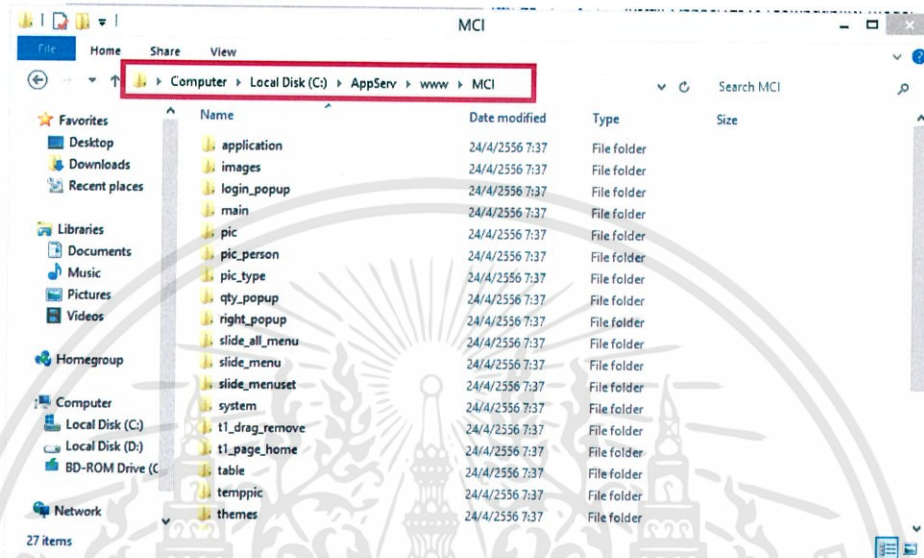 MCI
File Home Share View
Computer Local Disk (C:) AppServ www MCI
Search MCI
Name Date modified Type Size
Favorites
Desktop
Downloads
Recent places
Libraries
Documents
Music
Pictures
Videos
Homegroup
Computer
Local Disk (C:)
Local Disk (D:)
BD-ROM Drive (C
Network
application 24/4/2556 7:37 File folder
images 24/4/2556 7:37 File folder
login_popup 24/4/2556 7:37 File folder
main 24/4/2556 7:37 File folder
pic 24/4/2556 7:37 File folder
pic_person 24/4/2556 7:37 File folder
pic_type 24/4/2556 7:37 File folder
qty_popup 24/4/2556 7:37 File folder
right_popup 24/4/2556 7:37 File folder
slide_all_menu 24/4/2556 7:37 File folder
slide_menu 24/4/2556 7:37 File folder
slide_menuset 24/4/2556 7:37 File folder
system 24/4/2556 7:37 File folder
t1_drag_remove 24/4/2556 7:37 File folder
t1_page_home 24/4/2556 7:37 File folder
table 24/4/2556 7:37 File folder
temppic 24/4/2556 7:37 File folder
themes 24/4/2556 7:37 File folder
27 items